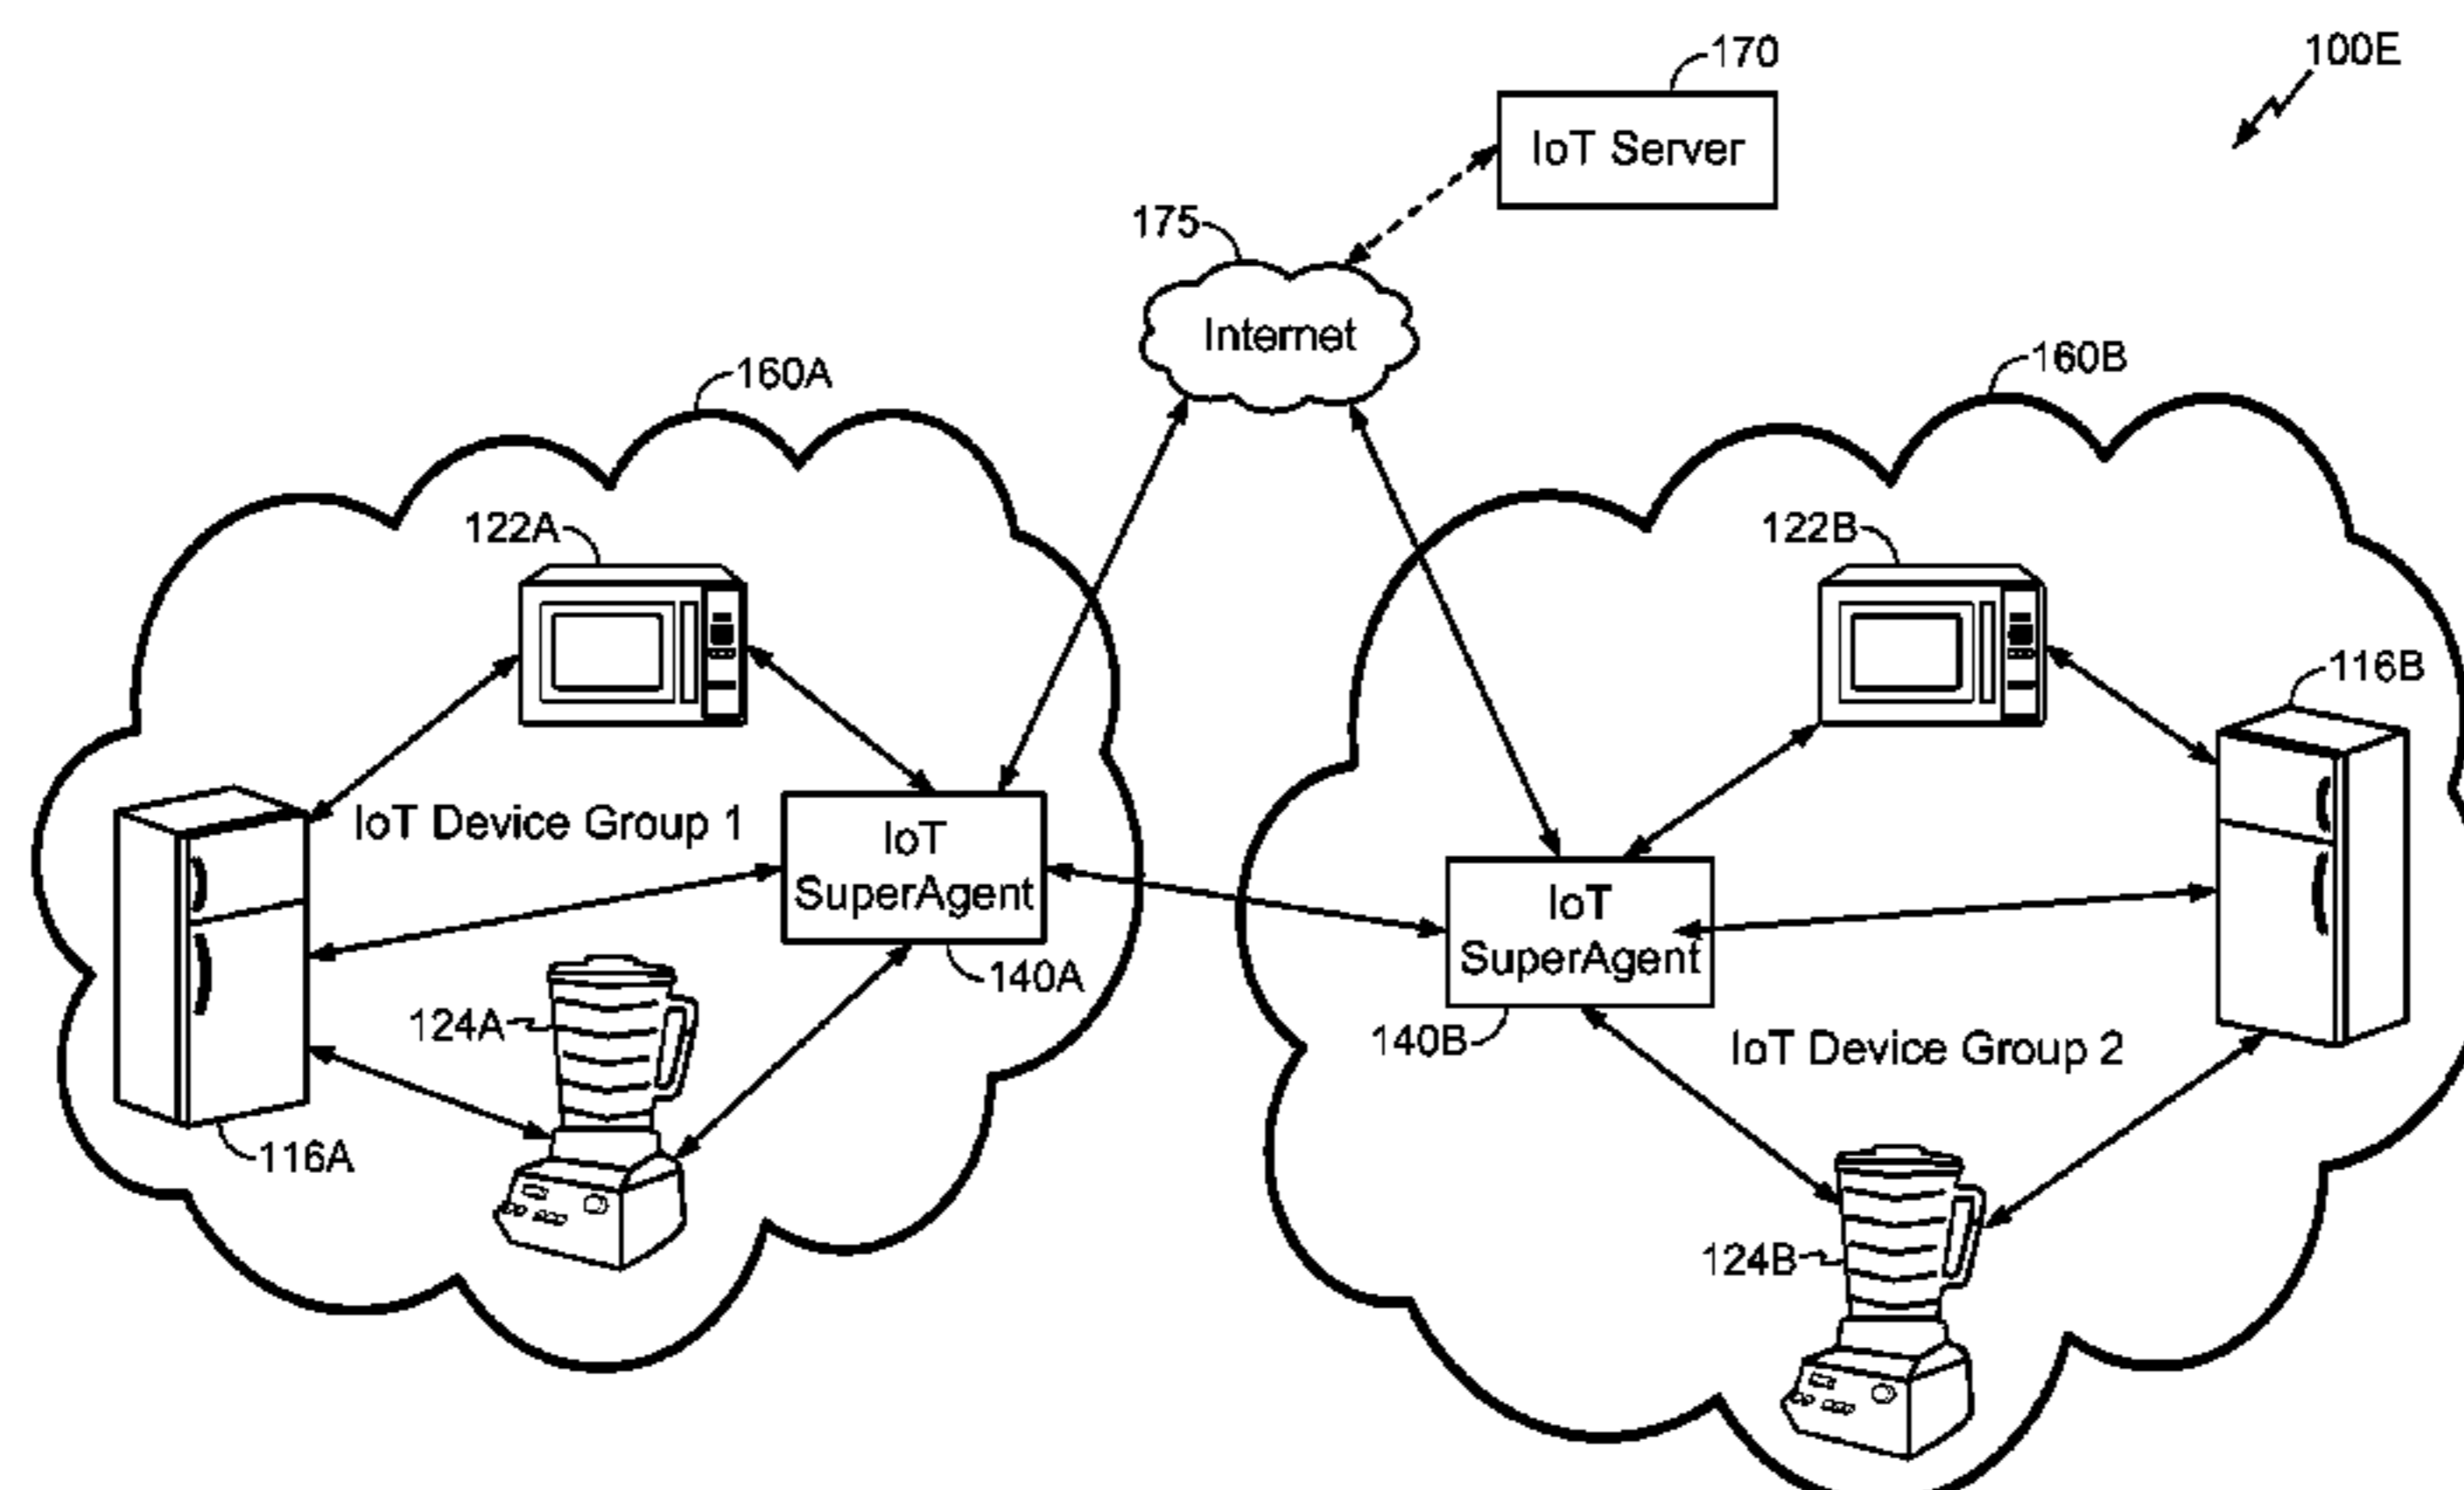 100E
170
IoT Server
175
Internet
160A
160B
122A
122B
116B
IoT Device Group 1
IoT
SuperAgent
140A
IoT
SuperAgent
140B
124A
IoT Device Group 2
116A
124B